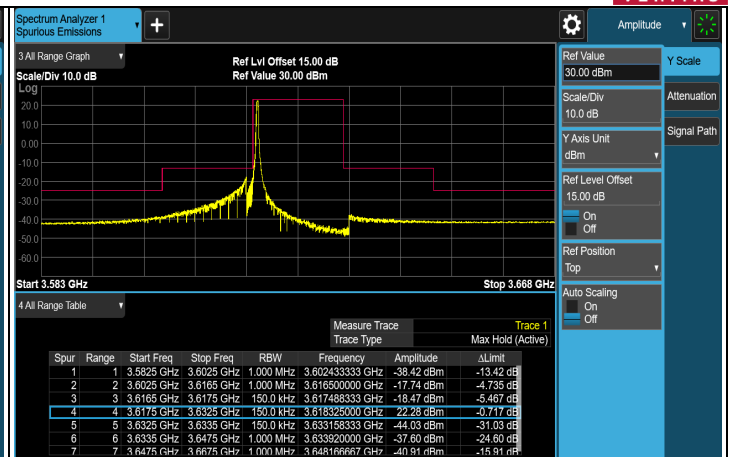 Spectrum Analyzer 1
Spurious Emissions
Amplitude
3 All Range Graph
Ref Lvl Offset 15.00 dB
Scale/Div 10.0 dB
Ref Value 30.00 dBm
Log
20.0
10.0
0.00
-10.0
-20.0
-30.0
-40.0
-50.0
-60.0
Start 3.583 GHz
Stop 3.668 GHz
4 All Range Table
Measure Trace Trace 1
Trace Type Max Hold (Active)
Spur Range Start Freq Stop Freq RBW Frequency Amplitude ΔLimit
1 1 3.5825 GHz 3.6025 GHz 1.000 MHz 3.602433333 GHz -38.42 dBm -13.42 dB
2 2 3.6025 GHz 3.6165 GHz 1.000 MHz 3.616500000 GHz -17.74 dBm -4.735 dB
3 3 3.6165 GHz 3.6175 GHz 150.0 kHz 3.617488333 GHz -18.47 dBm -5.467 dB
4 4 3.6175 GHz 3.6325 GHz 150.0 kHz 3.618325000 GHz 22.28 dBm -0.717 dB
5 5 3.6325 GHz 3.6335 GHz 150.0 kHz 3.633158333 GHz -44.03 dBm -31.03 dB
6 6 3.6335 GHz 3.6475 GHz 1.000 MHz 3.633920000 GHz -37.60 dBm -24.60 dB
7 7 3.6475 GHz 3.6675 GHz 1.000 MHz 3.648166667 GHz -40.91 dBm -15.91 dB
Ref Value
30.00 dBm
Scale/Div
10.0 dB
Y Axis Unit
dBm
Ref Level Offset
15.00 dB
On
Off
Ref Position
Top
Auto Scaling
On
Off
Y Scale
Attenuation
Signal Path